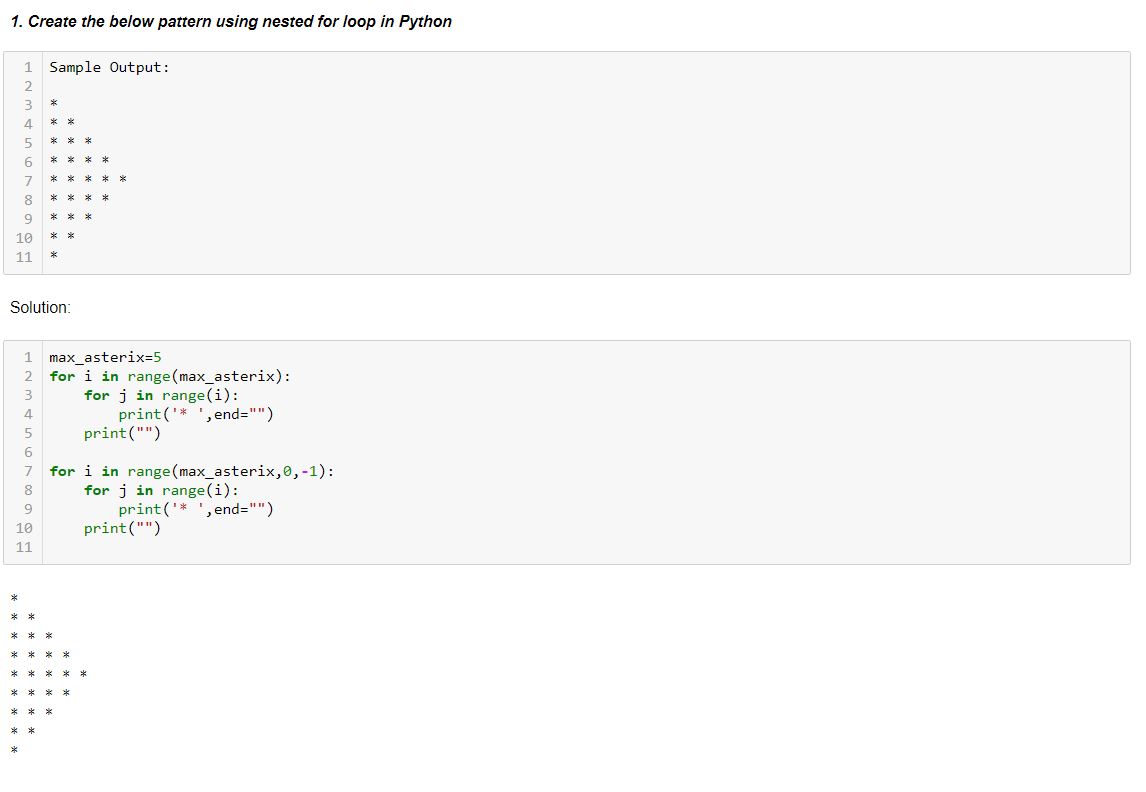 1. Create the below pattern using nested for loop in Python
1 Sample Output:
2
3 *
4 * *
5 * * *
6 * * * *
7 * * * * *
8 * * * *
9 * * *
10 * *
11 *
Solution:
1 max_asterix=5
2 for i in range(max_asterix):
3     for j in range(i):
4         print('* ',end="")
5     print("")
6
7 for i in range(max_asterix,0,-1):
8     for j in range(i):
9         print('* ',end="")
10     print("")
11
*
* *
* * *
* * * *
* * * * *
* * * *
* * *
* *
*